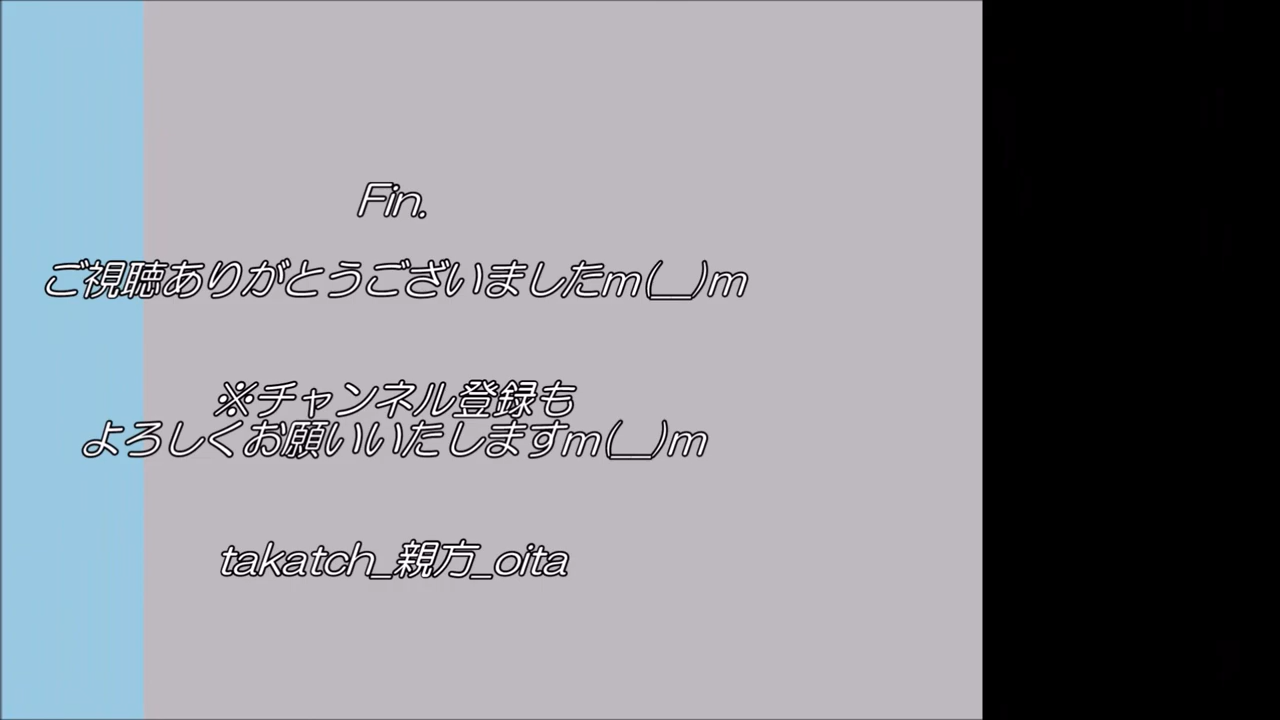 Fin.
ご視聴ありがとうございましたm(__)m
※チャンネル登録も
よろしくお願いいたしますm(__)m
takatch_親方_oita